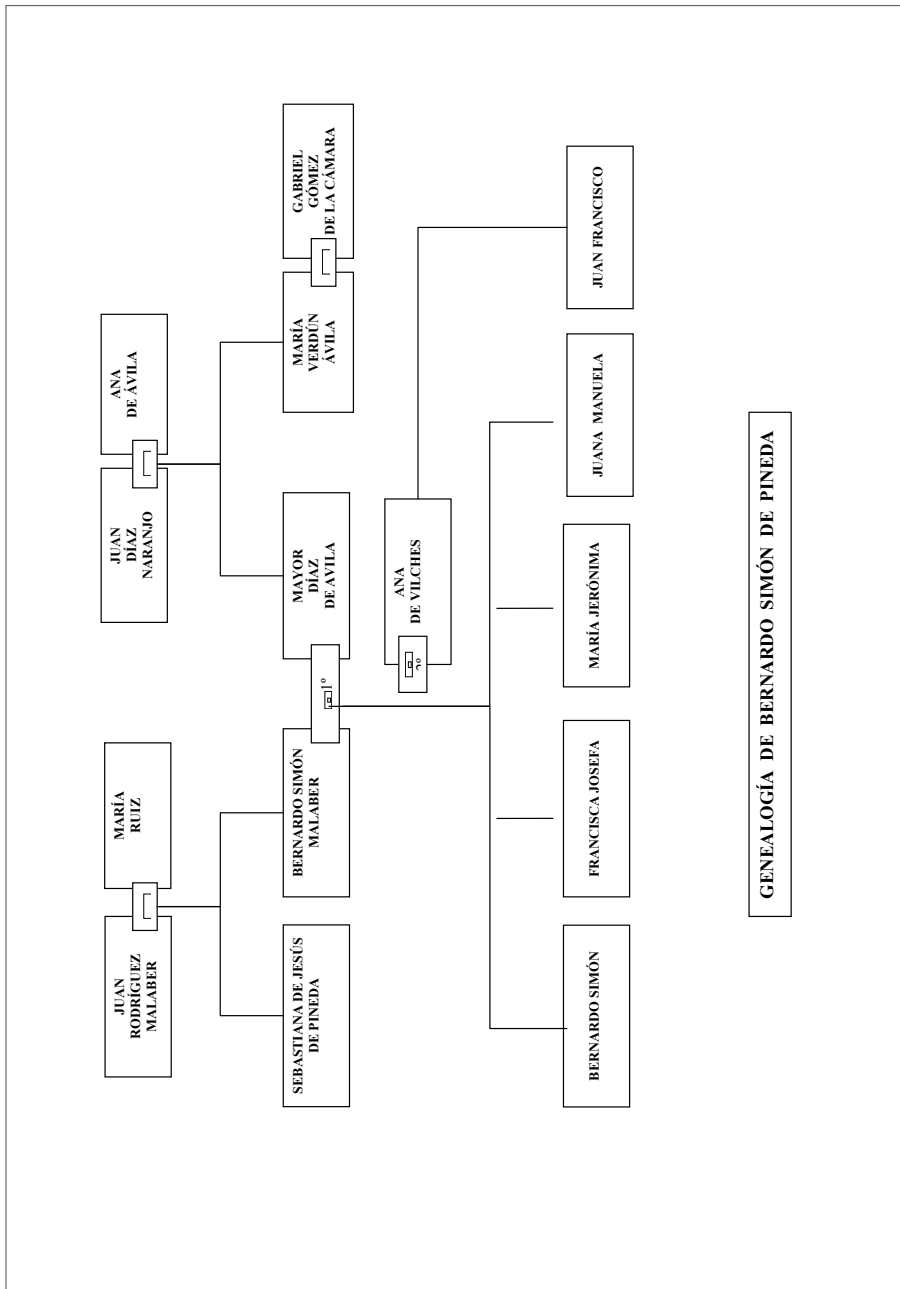 JUAN
RODRÍGUEZ
MALABER
MARÍA
RUIZ
JUAN
DÍAZ
NARANJO
ANA
DE ÁVILA
SEBASTIANA DE JESÚS
DE PINEDA
BERNARDO SIMÓN
MALABER
1º
MAYOR
DÍAZ
DE AVILA
MARÍA
VERDÚN
ÁVILA
GABRIEL
GÓMEZ
DE LA CÁMARA
ANA
DE VILCHES
BERNARDO SIMÓN
FRANCISCA JOSEFA
MARÍA JERÓNIMA
JUANA MANUELA
JUAN FRANCISCO
GENEALOGÍA DE BERNARDO SIMÓN DE PINEDA